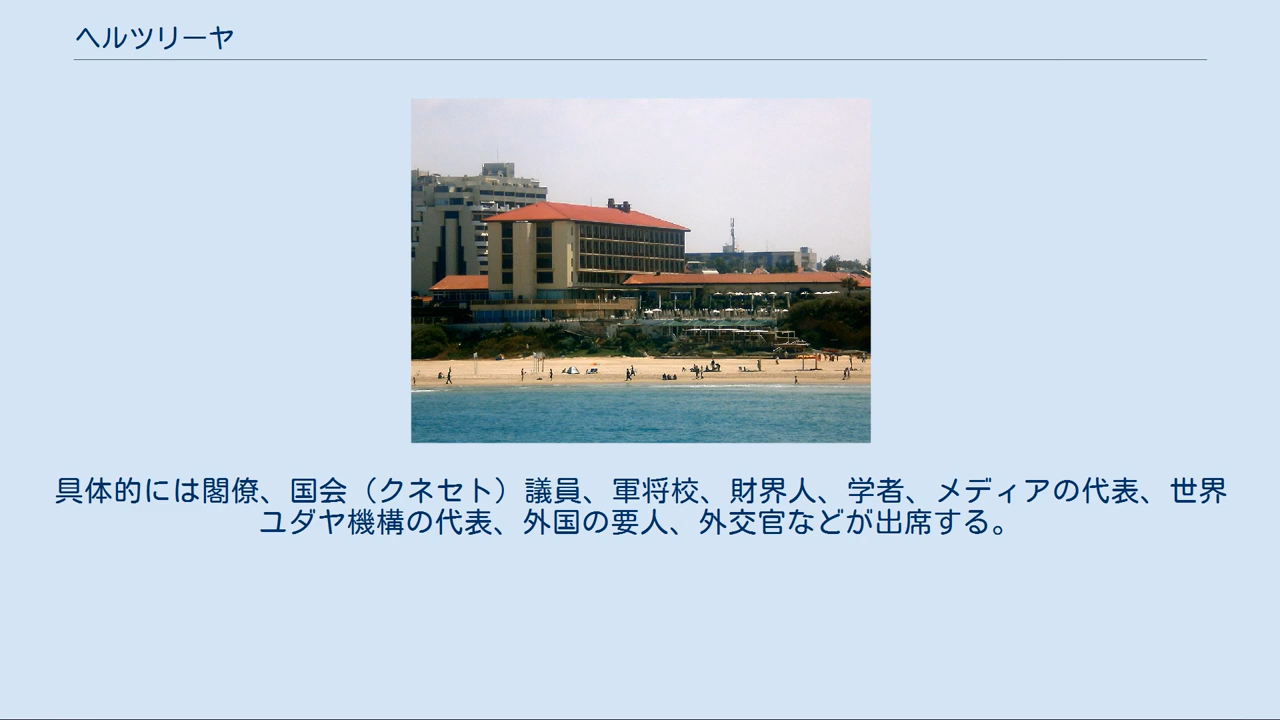 ヘルツリーヤ
具体的には閣僚、国会（クネセト）議員、軍将校、財界人、学者、メディアの代表、世界
ユダヤ機構の代表、外国の要人、外交官などが出席する。